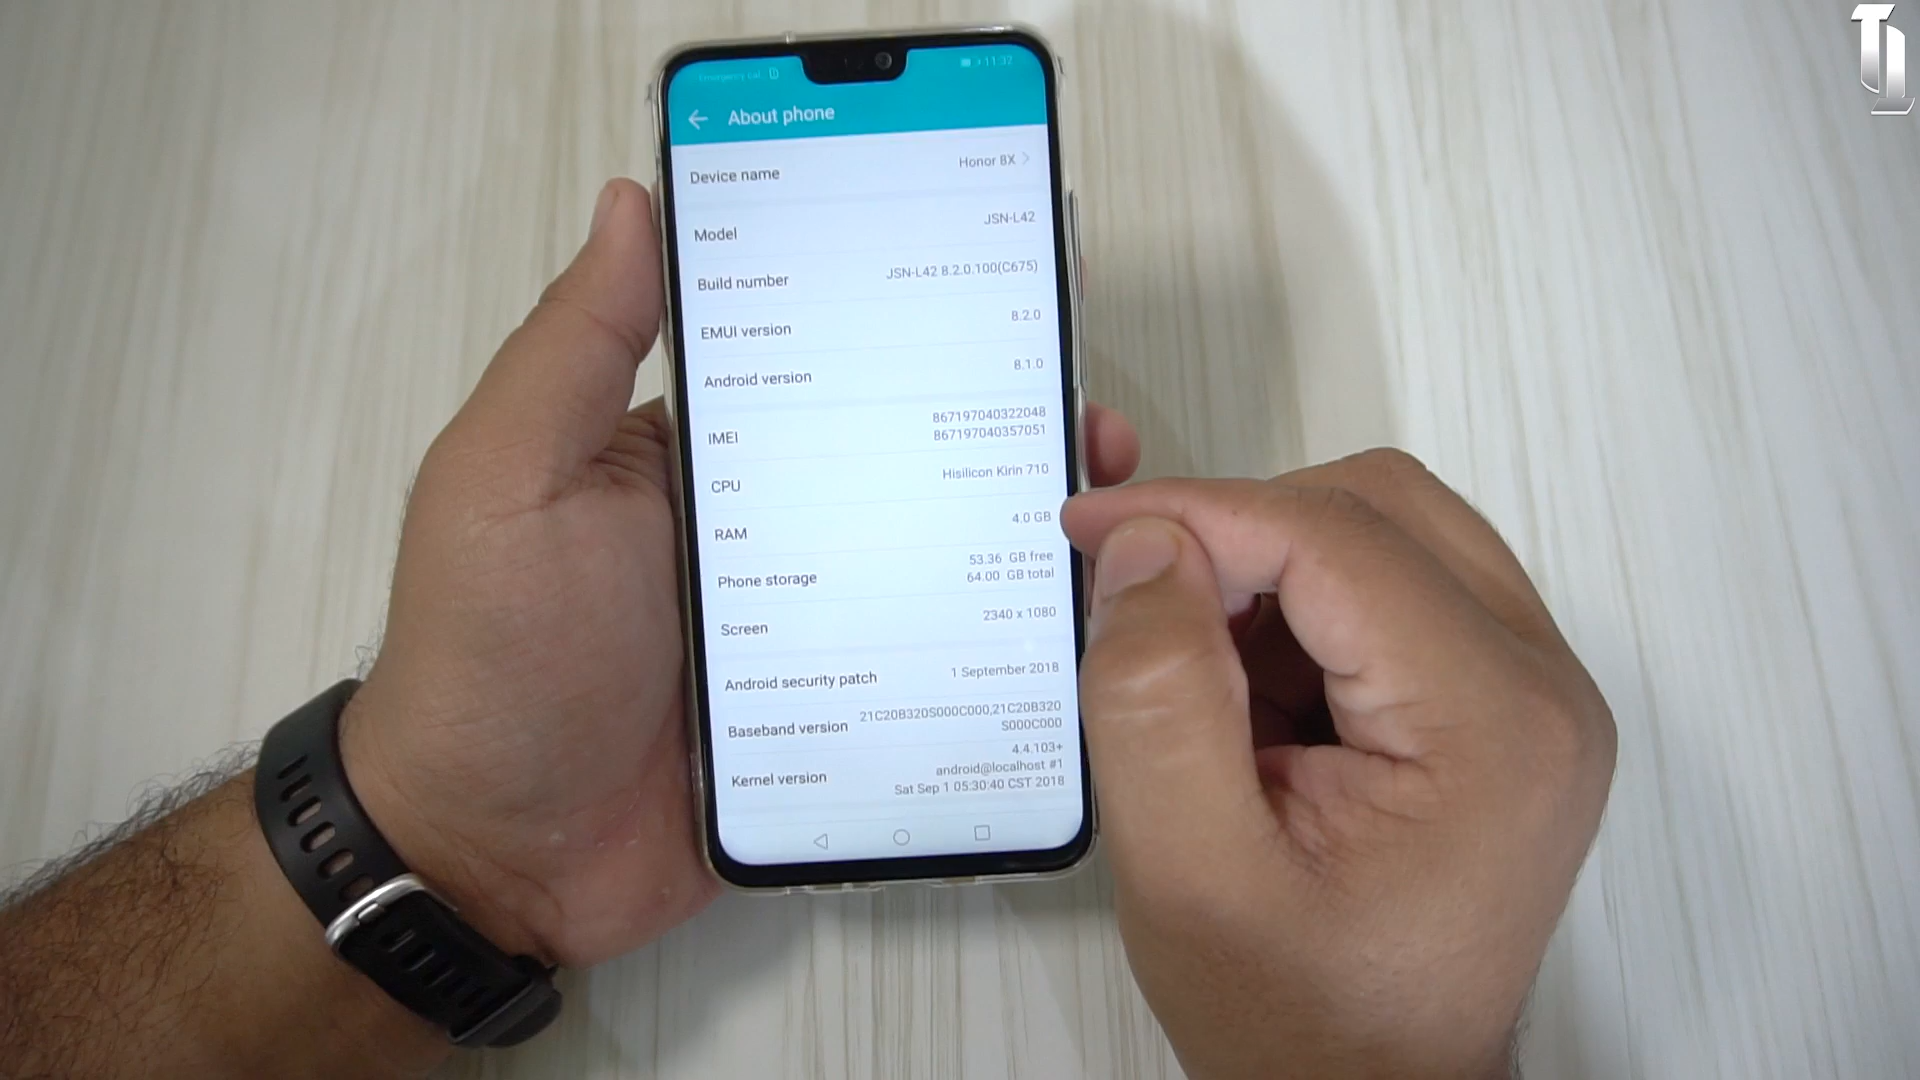 Emergency cal..
11:32
About phone
Device name
Honor 8X
Model
JSN-L42
Build number
JSN-L42 8.2.0.100(C675)
EMUI version
8.2.0
Android version
8.1.0
IMEI
867197040322048
867197040357051
CPU
Hisilicon Kirin 710
RAM
4.0 GB
Phone storage
53.36 GB free
64.00 GB total
Screen
2340 x 1080
Android security patch
1 September 2018
Baseband version
21C20B320S000C000,21C20B320
S000C000
Kernel version
4.4.103+
android@localhost #1
Sat Sep 1 05:30:40 CST 2018